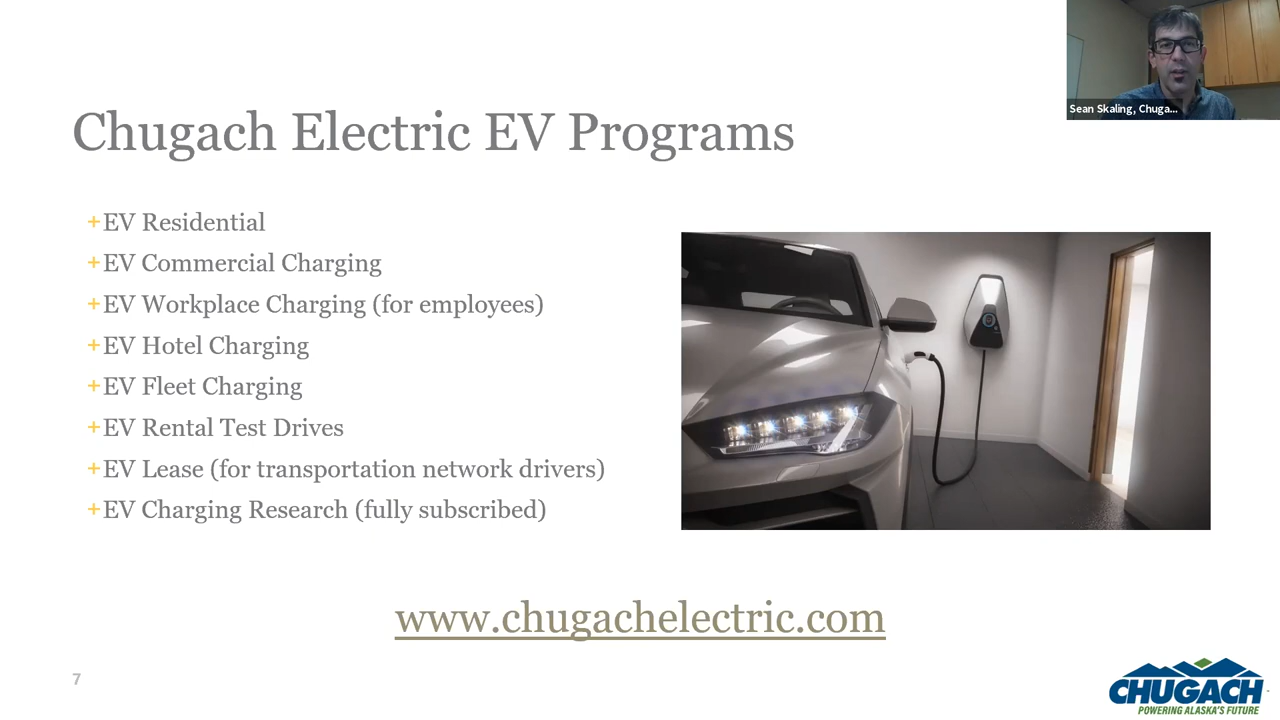 Sean Skaling, Chuga...
Chugach Electric EV Programs
+EV Residential
+EV Commercial Charging
+EV Workplace Charging (for employees)
+EV Hotel Charging
+EV Fleet Charging
+EV Rental Test Drives
+EV Lease (for transportation network drivers)
+EV Charging Research (fully subscribed)
www.chugachelectric.com
7
CHUGACH
POWERING ALASKA'S FUTURE